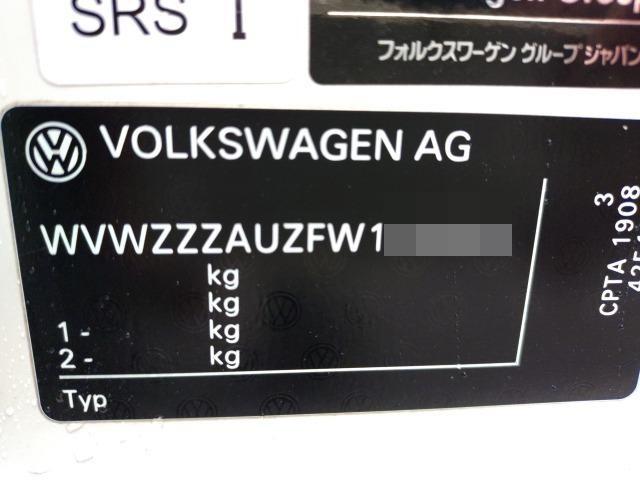 SRS
フォルクスワーゲン グループ ジャパン
VOLKSWAGEN AG
WVWZZZAUZFW1
kg
kg
1 - kg
2 - kg
Typ
3
CPTA 1908